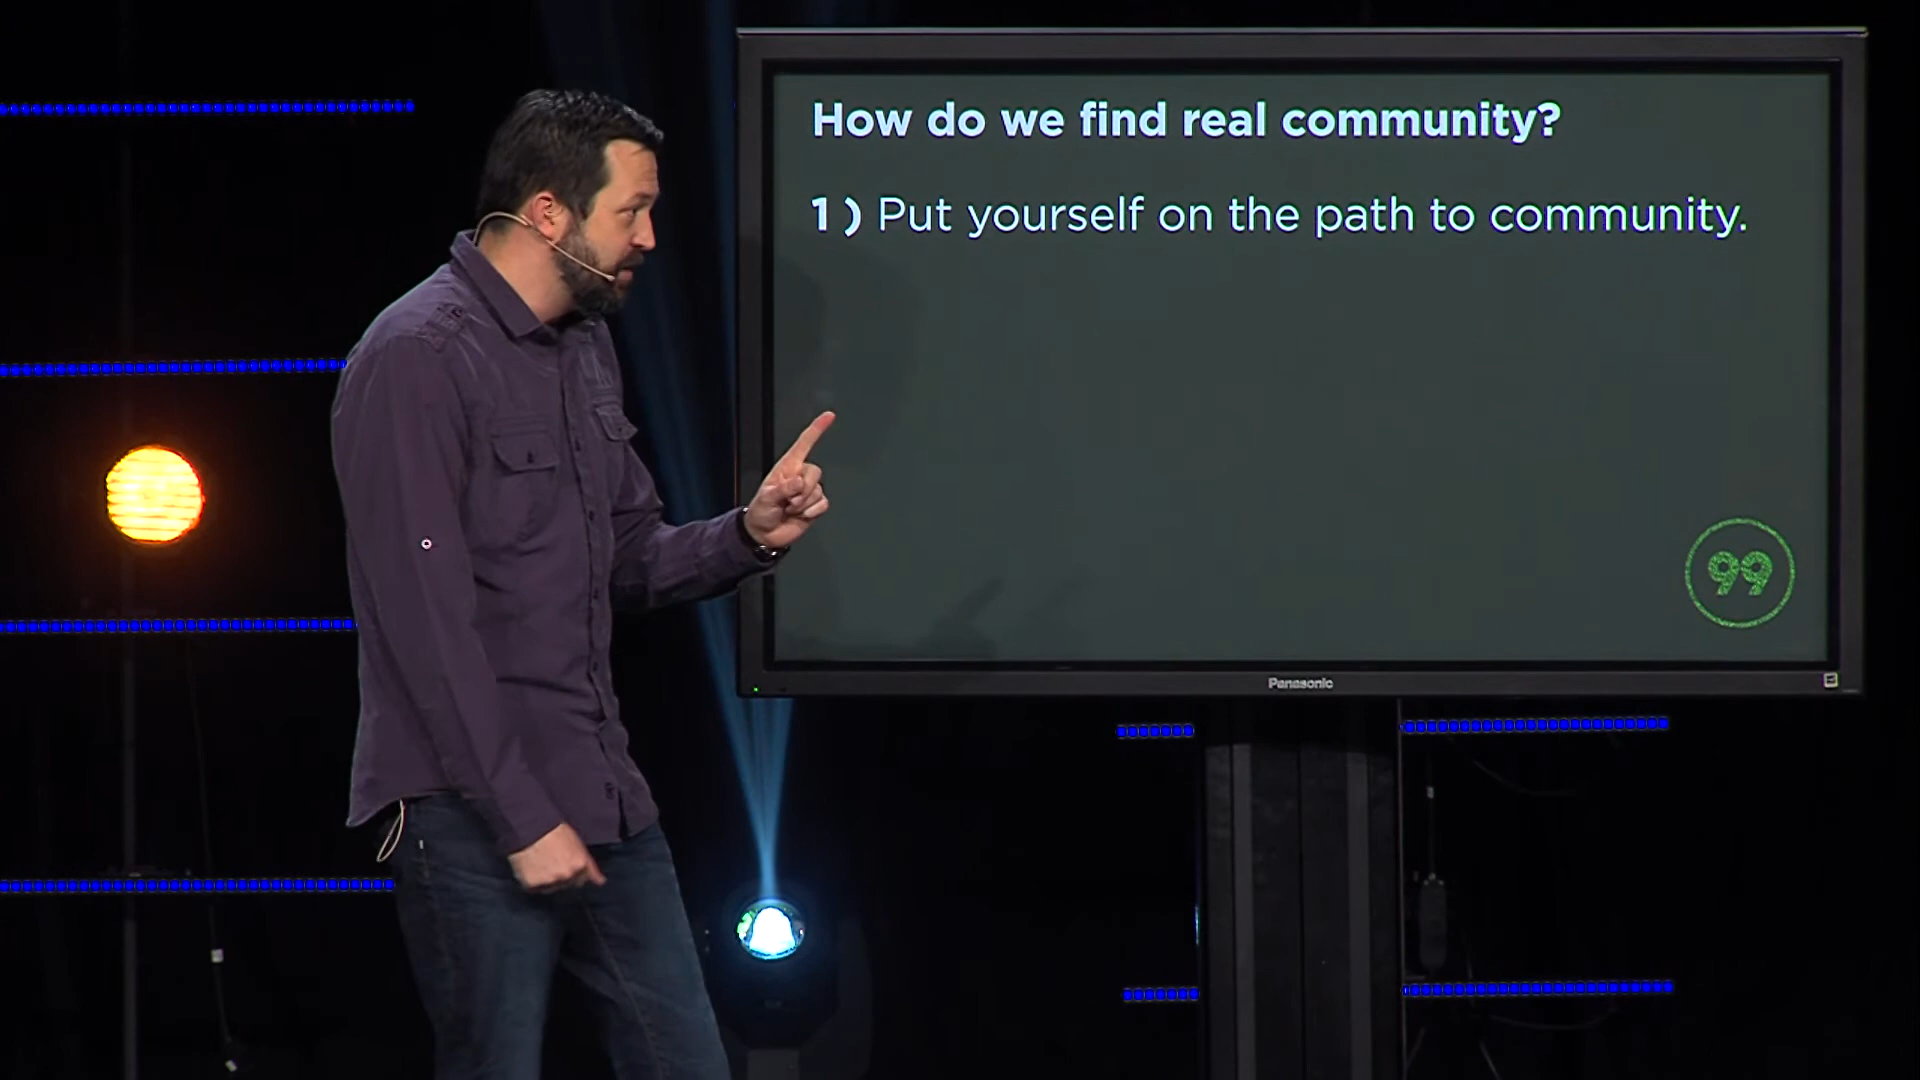 How do we find real community?
1 ) Put yourself on the path to community.
99
Panasonic